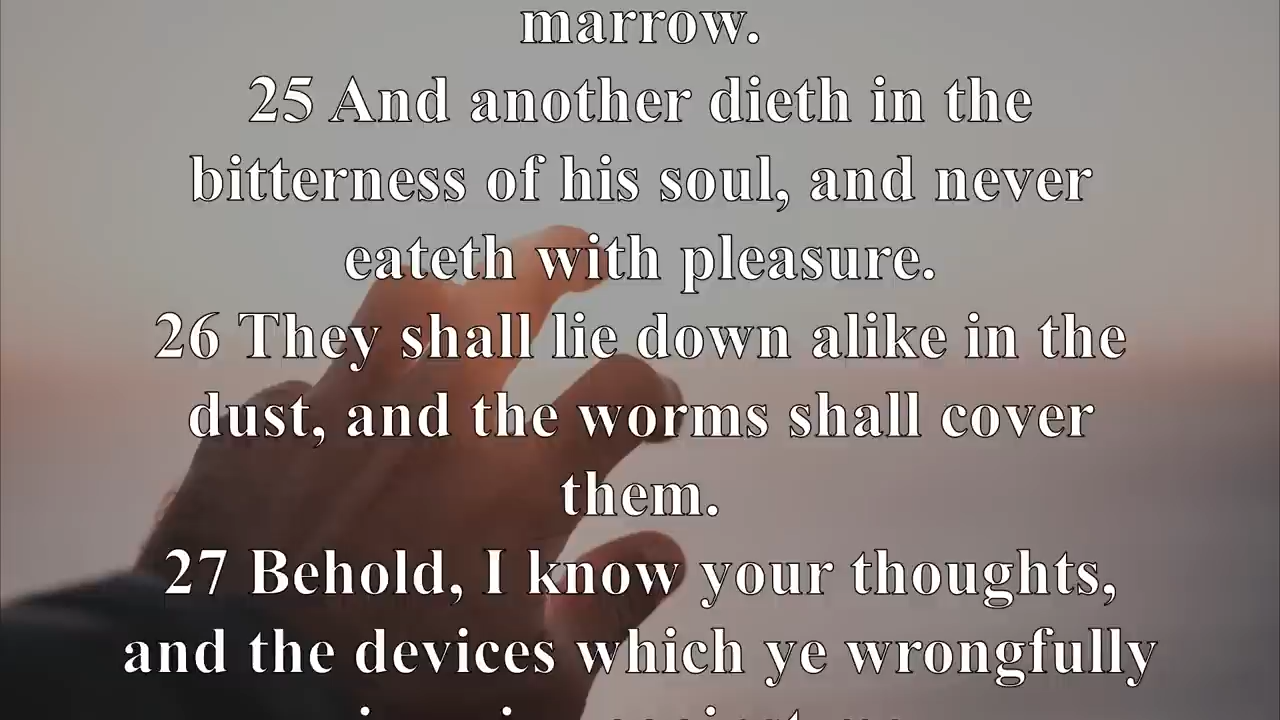 marrow.
25 And another dieth in the
bitterness of his soul, and never
eateth with pleasure.
26 They shall lie down alike in the
dust, and the worms shall cover
them.
27 Behold, I know your thoughts,
and the devices which ye wrongfully